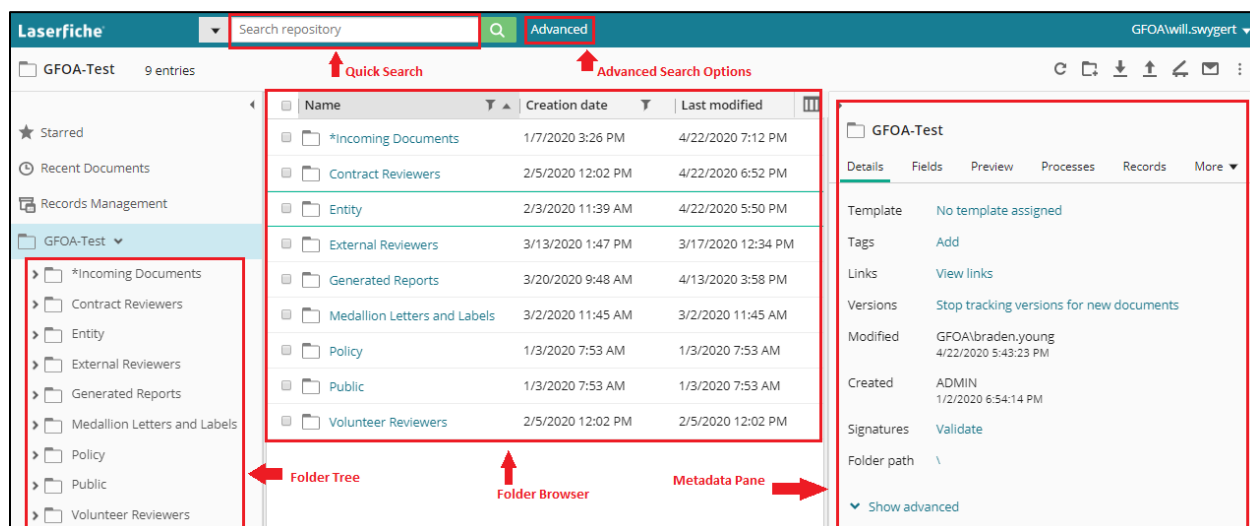 Laserfiche
Search repository
Advanced
GFOA\will.swygert
GFOA-Test
9 entries
Quick Search
Advanced Search Options
Starred
Recent Documents
Records Management
GFOA-Test
*Incoming Documents
Contract Reviewers
Entity
External Reviewers
Generated Reports
Medallion Letters and Labels
Policy
Public
Volunteer Reviewers
Folder Tree
Name Creation date Last modified
*Incoming Documents 1/7/2020 3:26 PM 4/22/2020 7:12 PM
Contract Reviewers 2/5/2020 12:02 PM 4/22/2020 6:52 PM
Entity 2/3/2020 11:39 AM 4/22/2020 5:50 PM
External Reviewers 3/13/2020 1:47 PM 3/17/2020 12:34 PM
Generated Reports 3/20/2020 9:48 AM 4/13/2020 3:58 PM
Medallion Letters and Labels 3/2/2020 11:45 AM 3/2/2020 11:45 AM
Policy 1/3/2020 7:53 AM 1/3/2020 7:53 AM
Public 1/3/2020 7:53 AM 1/3/2020 7:53 AM
Volunteer Reviewers 2/5/2020 12:02 PM 2/5/2020 12:02 PM
Folder Browser
Metadata Pane
GFOA-Test
Details Fields Preview Processes Records More
Template No template assigned
Tags Add
Links View links
Versions Stop tracking versions for new documents
Modified GFOA\braden.young
4/22/2020 5:43:23 PM
Created ADMIN
1/2/2020 6:54:14 PM
Signatures Validate
Folder path \
Show advanced